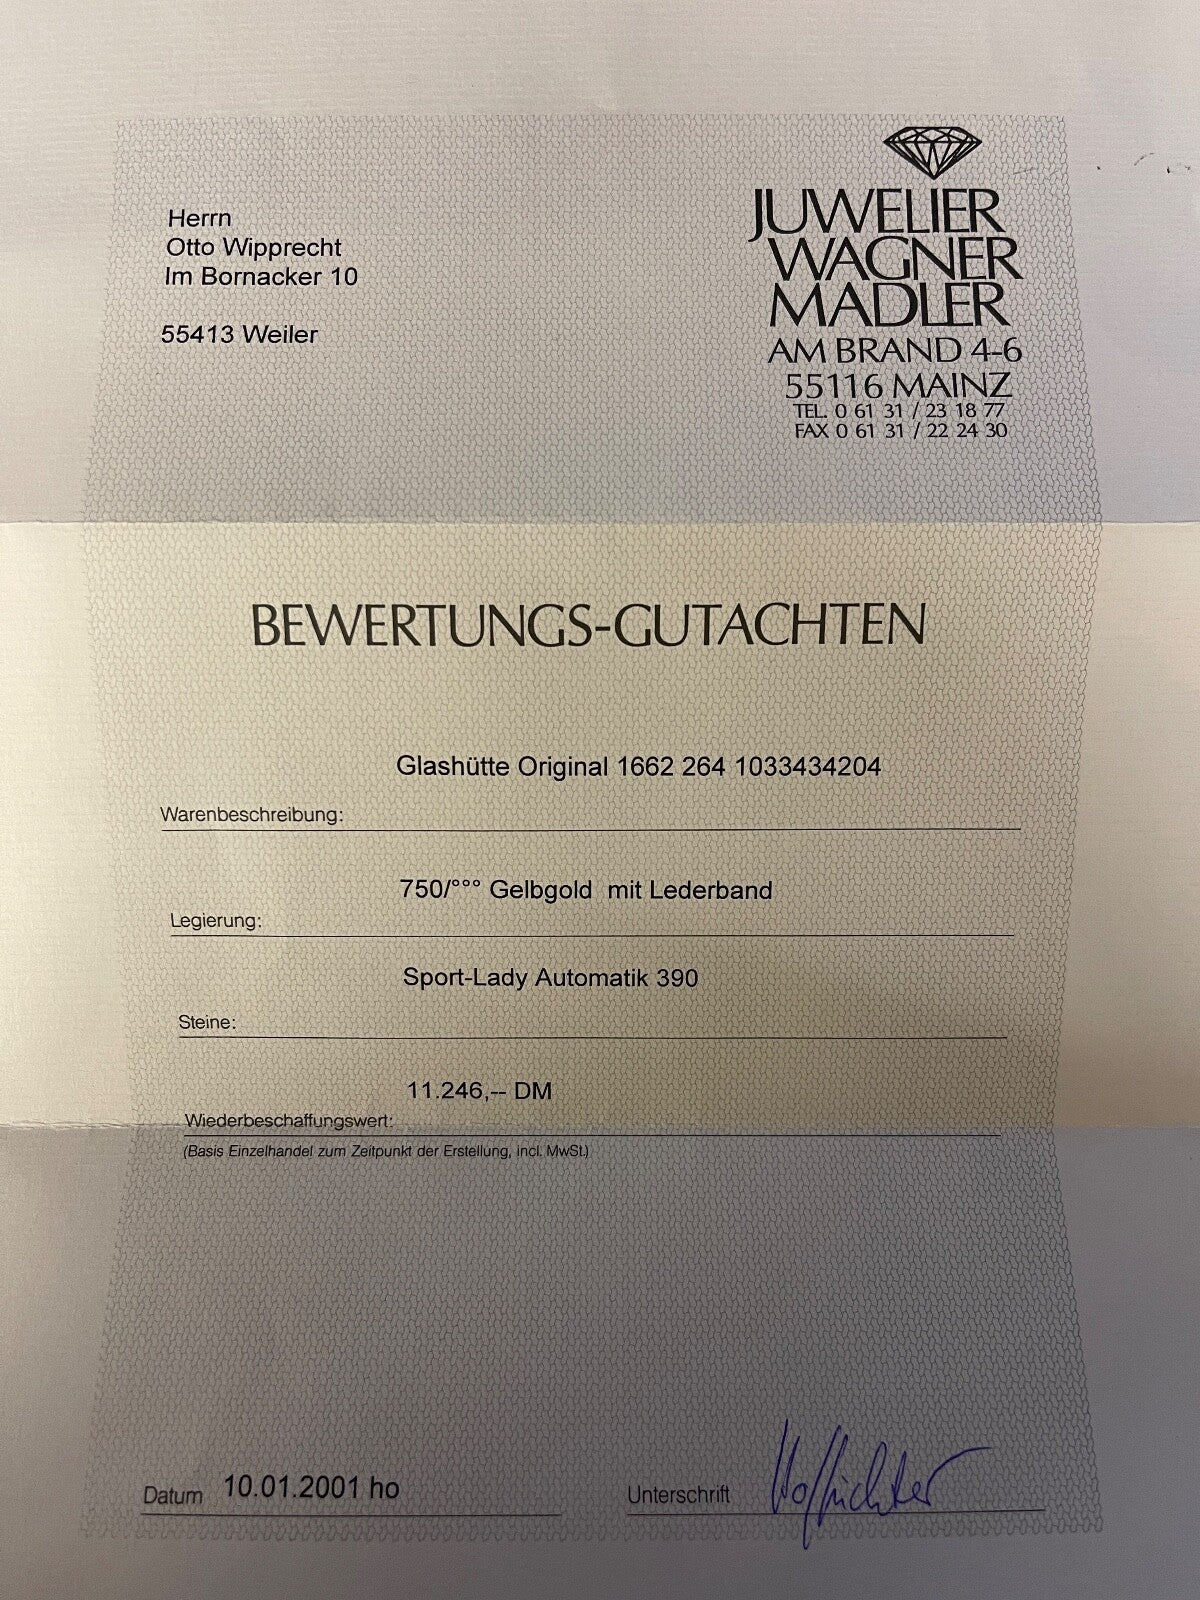 Herrn
Otto Wipprecht
Im Bornacker 10
55413 Weiler
JUWELIER
WAGNER
MADLER
AM BRAND 4-6
55116 MAINZ
TEL. 0 61 31 / 23 18 77
FAX 0 61 31 / 22 24 30
BEWERTUNGS-GUTACHTEN
Glashütte Original 1662 264 1033434204
Warenbeschreibung:
750/°°° Gelbgold mit Lederband
Legierung:
Sport-Lady Automatik 390
Steine:
11.246,-- DM
Wiederbeschaffungswert:
(Basis Einzelhandel zum Zeitpunkt der Erstellung, incl. MwSt.)
Datum 10.01.2001 ho
Unterschrift